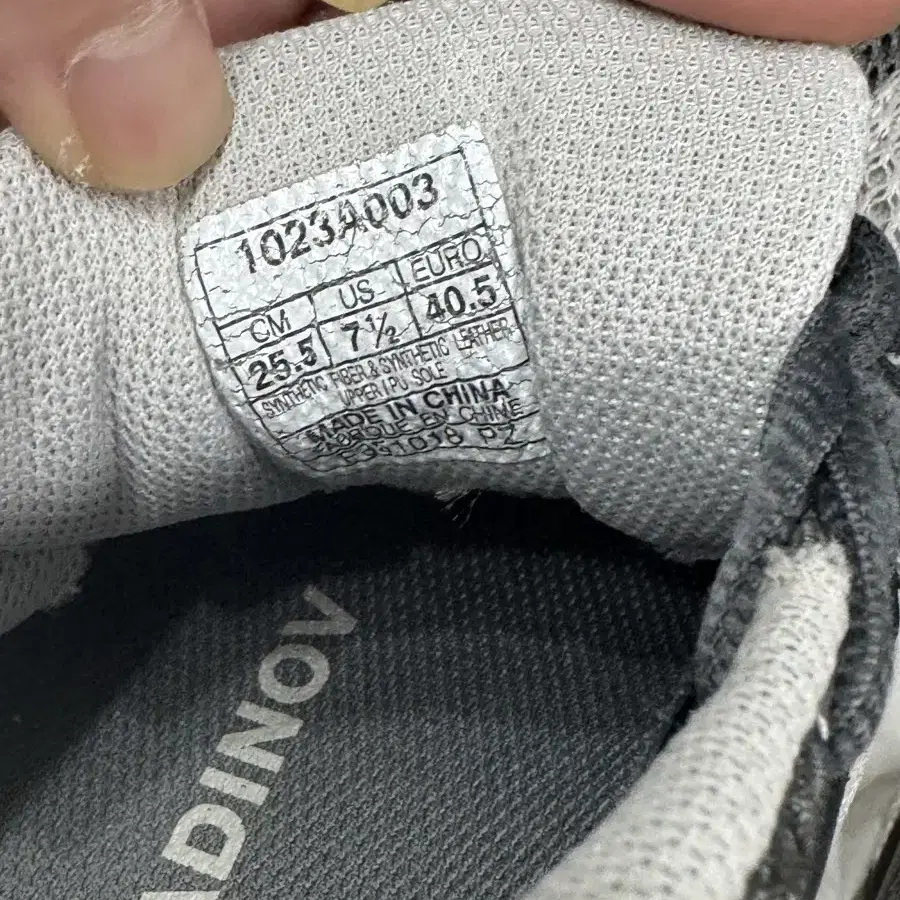 1023A003
CM US EURO
25.5 7½ 40.5
SYNTHETIC FIBER & SYNTHETIC LEATHER
UPPER / PU SOLE
MADE IN CHINA
EN CHINE
PZ
ADINOV